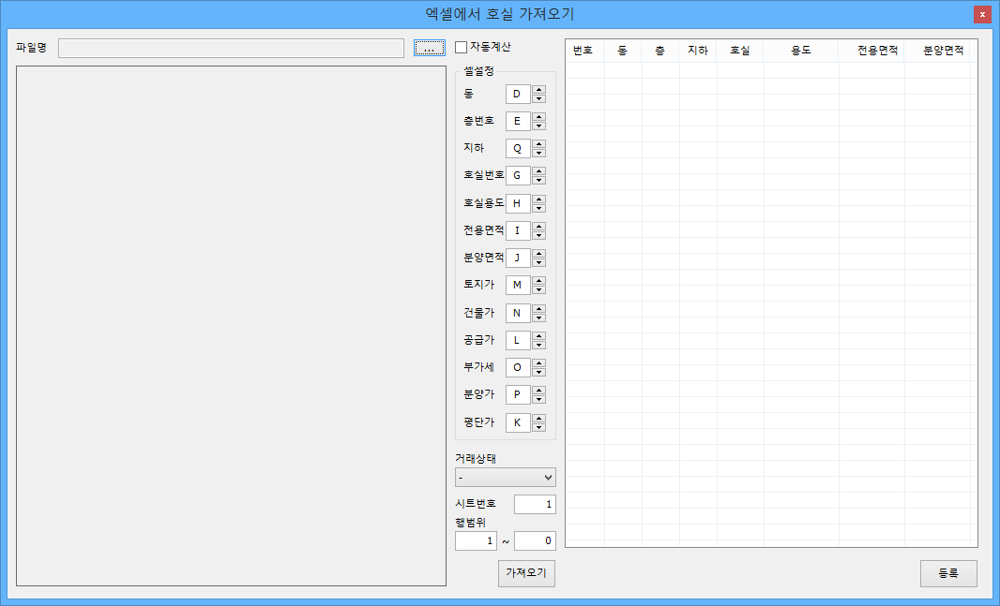 엑셀에서 호실 가져오기
x
파일명
...
자동계산
셀설정
동 D
층번호 E
지하 Q
호실번호 G
호실용도 H
전용면적 I
분양면적 J
토지가 M
건물가 N
공급가 L
부가세 O
분양가 P
평단가 K
거래상태
-
시트번호 1
행범위
1 ~ 0
가져오기
번호 동 층 지하 호실 용도 전용면적 분양면적
등록